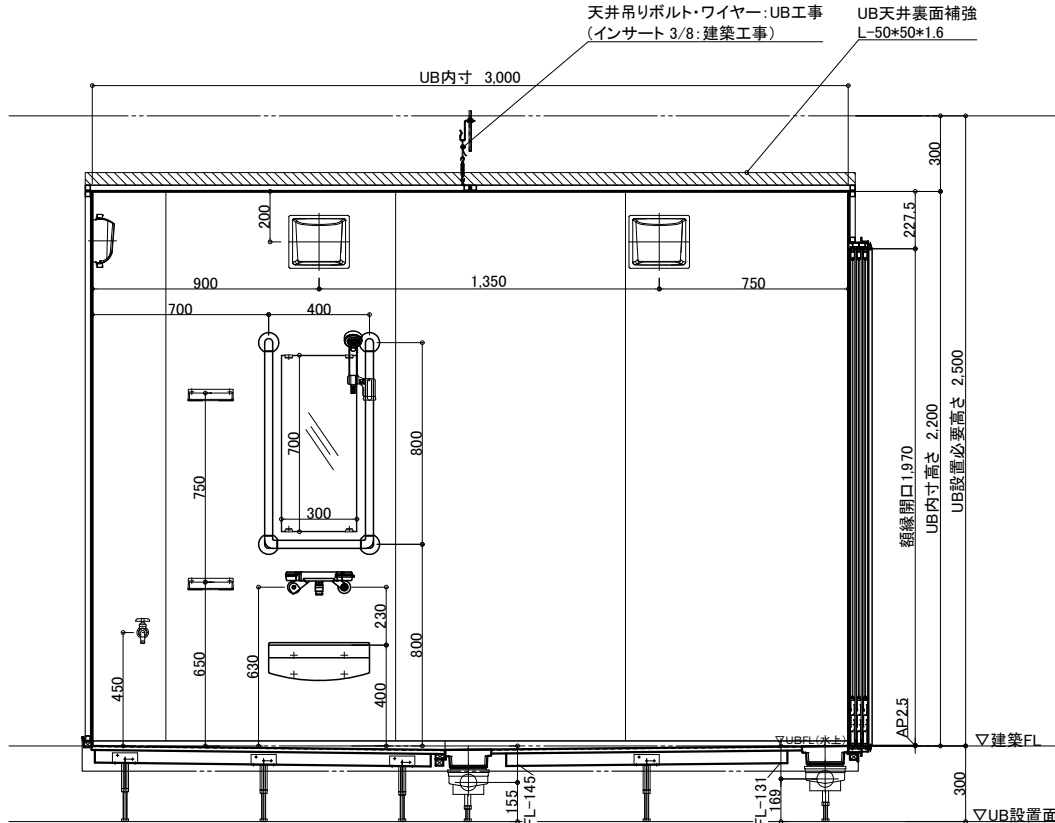 天井吊りボルト・ワイヤー：UB工事
(インサート 3/8：建築工事)
UB天井裏面補強
L-50*50*1.6
UB内寸 3,000
300
200
227.5
900
1,350
750
700
400
UB設置必要高さ 2,500
UB内寸高さ 2,200
額縁開口1,970
700
800
750
300
230
800
630
650
450
400
AP2.5
▽UBFL(水上)
▽建築FL
155
FL-145
FL-131
169
300
▽UB設置面